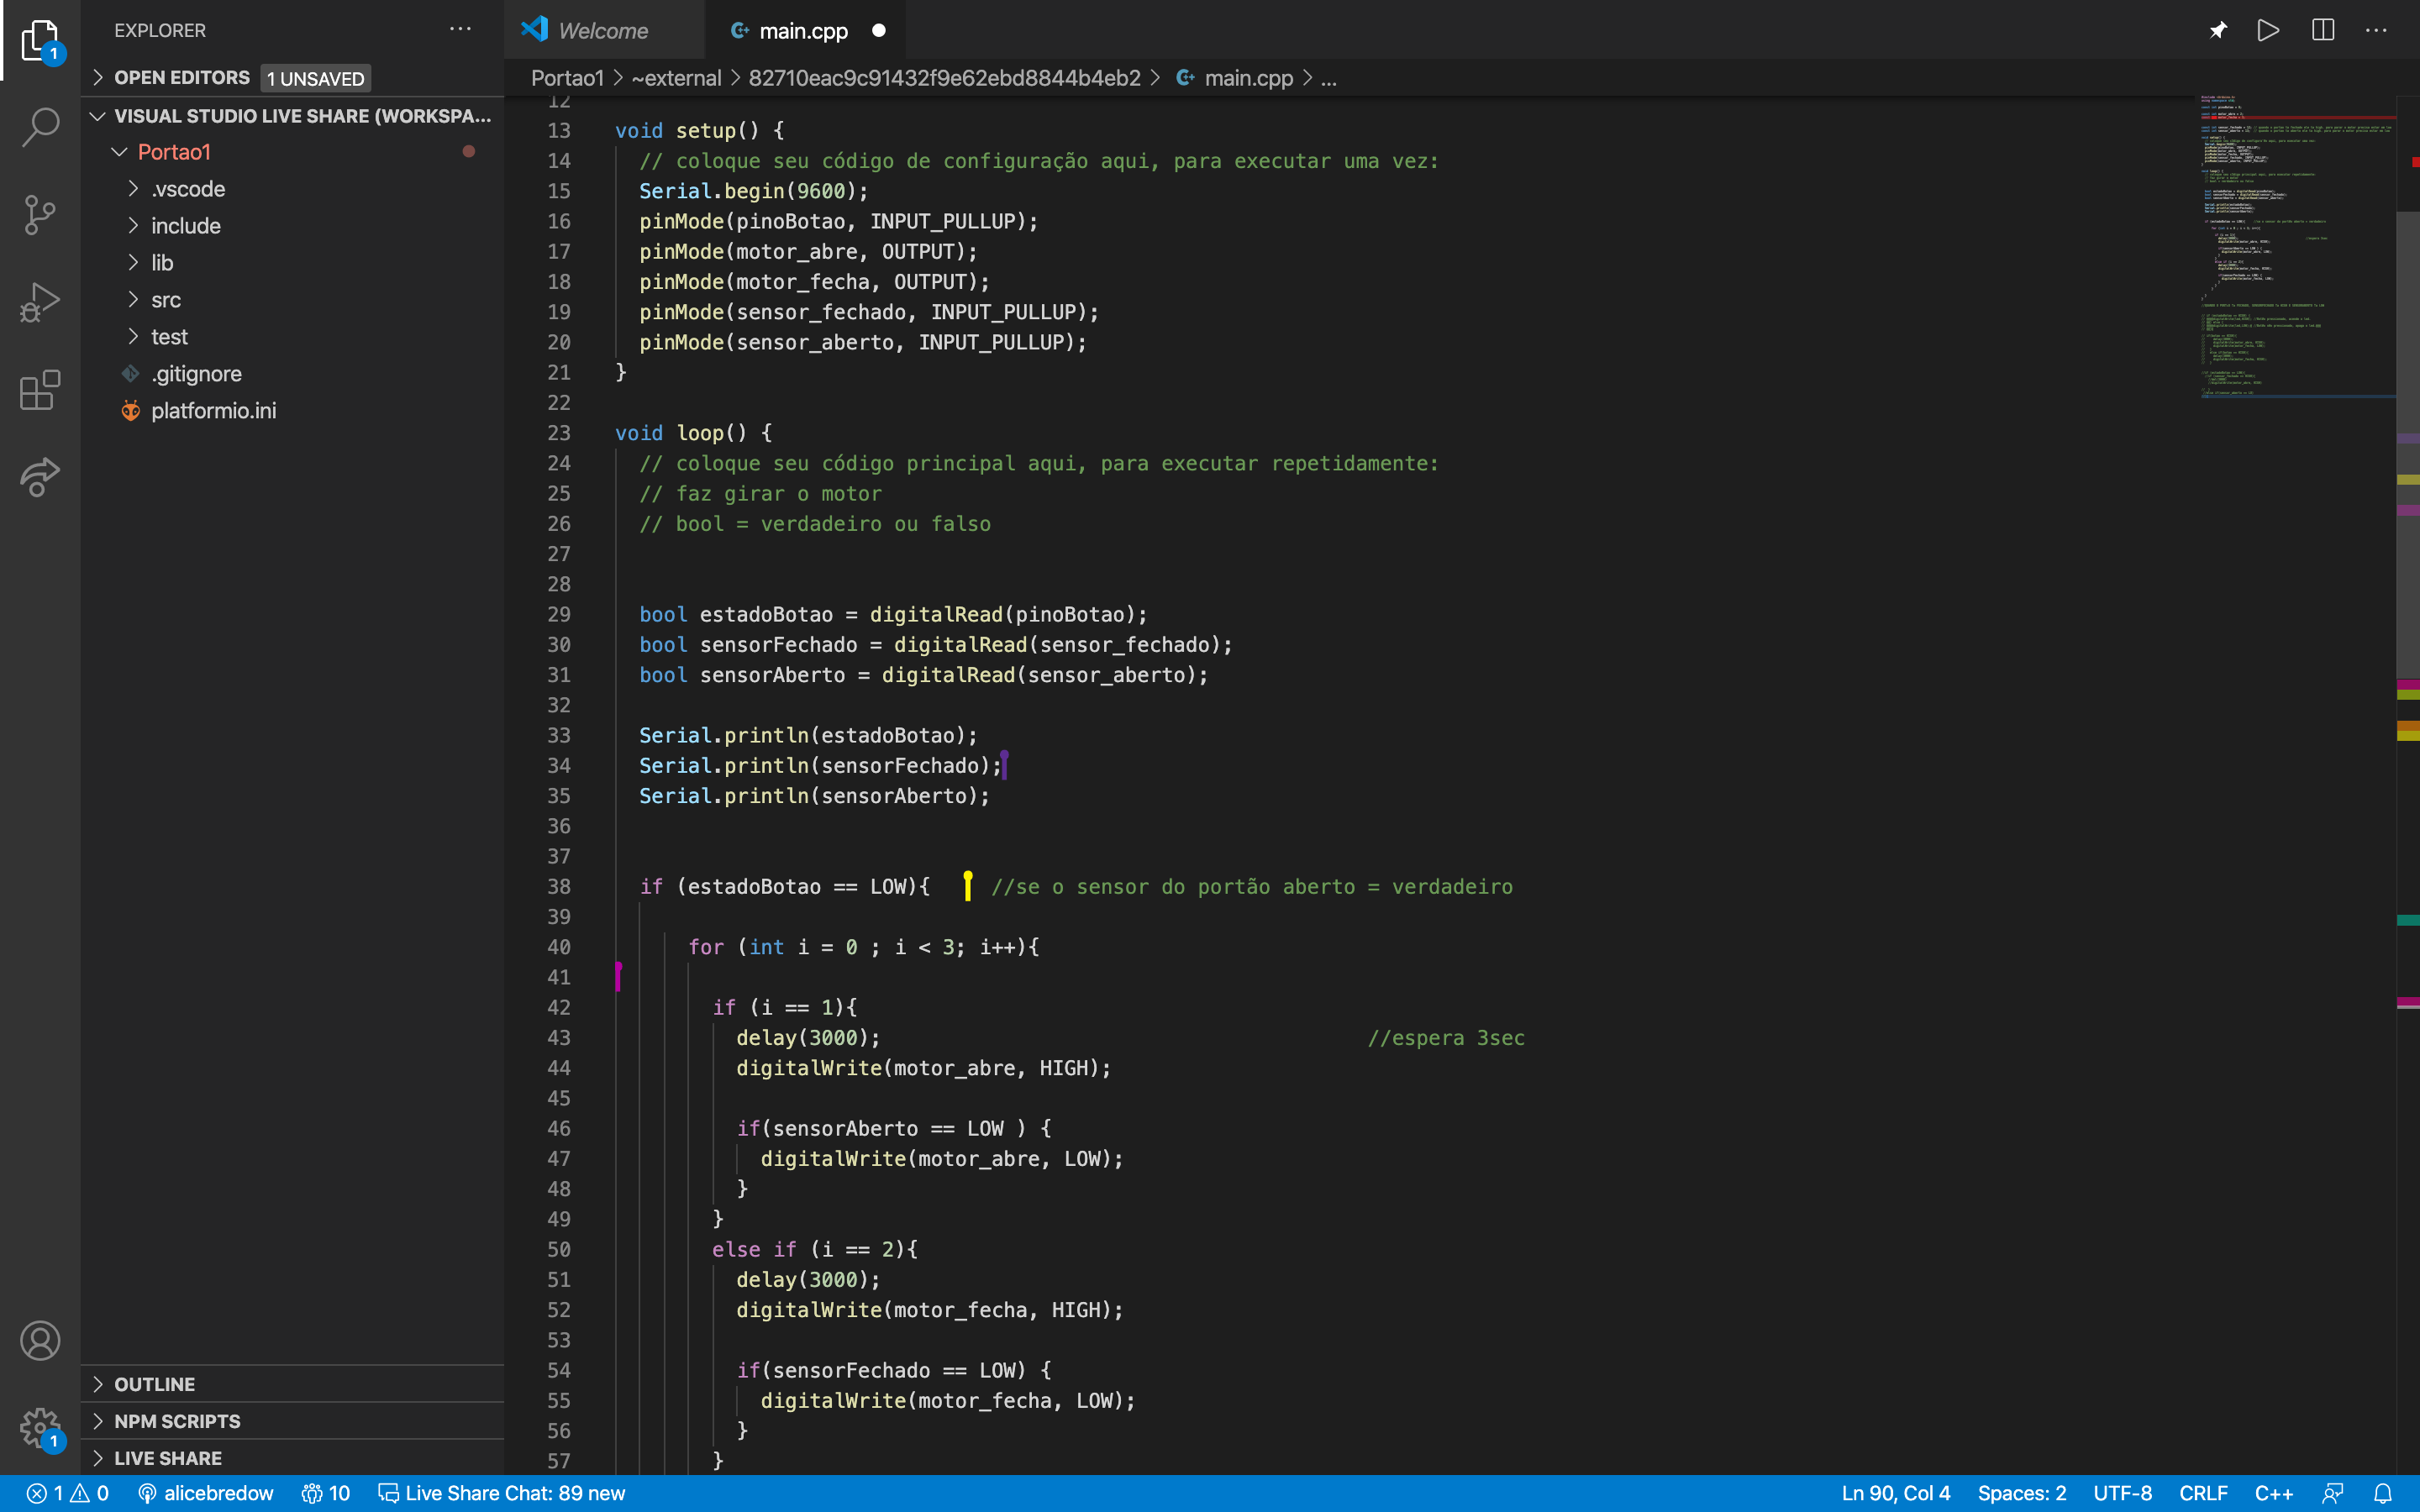 EXPLORER
OPEN EDITORS 1 UNSAVED
VISUAL STUDIO LIVE SHARE (WORKSPA...
Portao1
.vscode
include
lib
src
test
.gitignore
platformio.ini
OUTLINE
NPM SCRIPTS
LIVE SHARE
1
1
Welcome
main.cpp
Portao1 > ~external > 82710eac9c91432f9e62ebd8844b4eb2 > main.cpp > ...
12
13 void setup() {
14 // coloque seu código de configuração aqui, para executar uma vez:
15 Serial.begin(9600);
16 pinMode(pinoBotao, INPUT_PULLUP);
17 pinMode(motor_abre, OUTPUT);
18 pinMode(motor_fecha, OUTPUT);
19 pinMode(sensor_fechado, INPUT_PULLUP);
20 pinMode(sensor_aberto, INPUT_PULLUP);
21 }
22
23 void loop() {
24 // coloque seu código principal aqui, para executar repetidamente:
25 // faz girar o motor
26 // bool = verdadeiro ou falso
27
28
29 bool estadoBotao = digitalRead(pinoBotao);
30 bool sensorFechado = digitalRead(sensor_fechado);
31 bool sensorAberto = digitalRead(sensor_aberto);
32
33 Serial.println(estadoBotao);
34 Serial.println(sensorFechado);
35 Serial.println(sensorAberto);
36
37
38 if (estadoBotao == LOW){ //se o sensor do portão aberto = verdadeiro
39
40 for (int i = 0 ; i < 3; i++){
41
42 if (i == 1){
43 delay(3000); //espera 3sec
44 digitalWrite(motor_abre, HIGH);
45
46 if(sensorAberto == LOW ) {
47 digitalWrite(motor_abre, LOW);
48 }
49 }
50 else if (i == 2){
51 delay(3000);
52 digitalWrite(motor_fecha, HIGH);
53
54 if(sensorFechado == LOW) {
55 digitalWrite(motor_fecha, LOW);
56 }
57 }
1 0 alicebredow 10 Live Share Chat: 89 new Ln 90, Col 4 Spaces: 2 UTF-8 CRLF C++